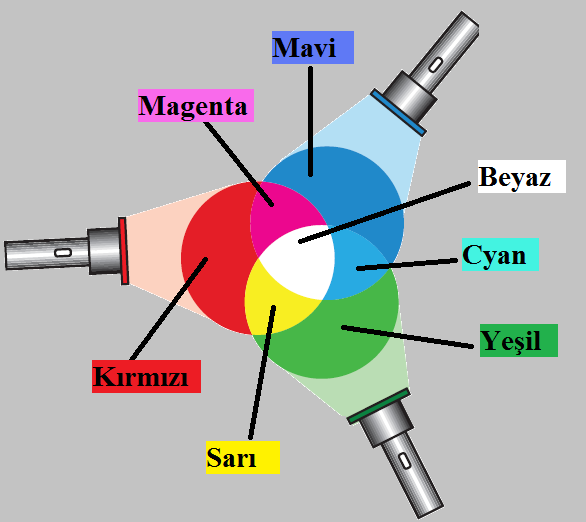 Mavi
Magenta
Beyaz
Cyan
Yeşil
Kırmızı
Sarı